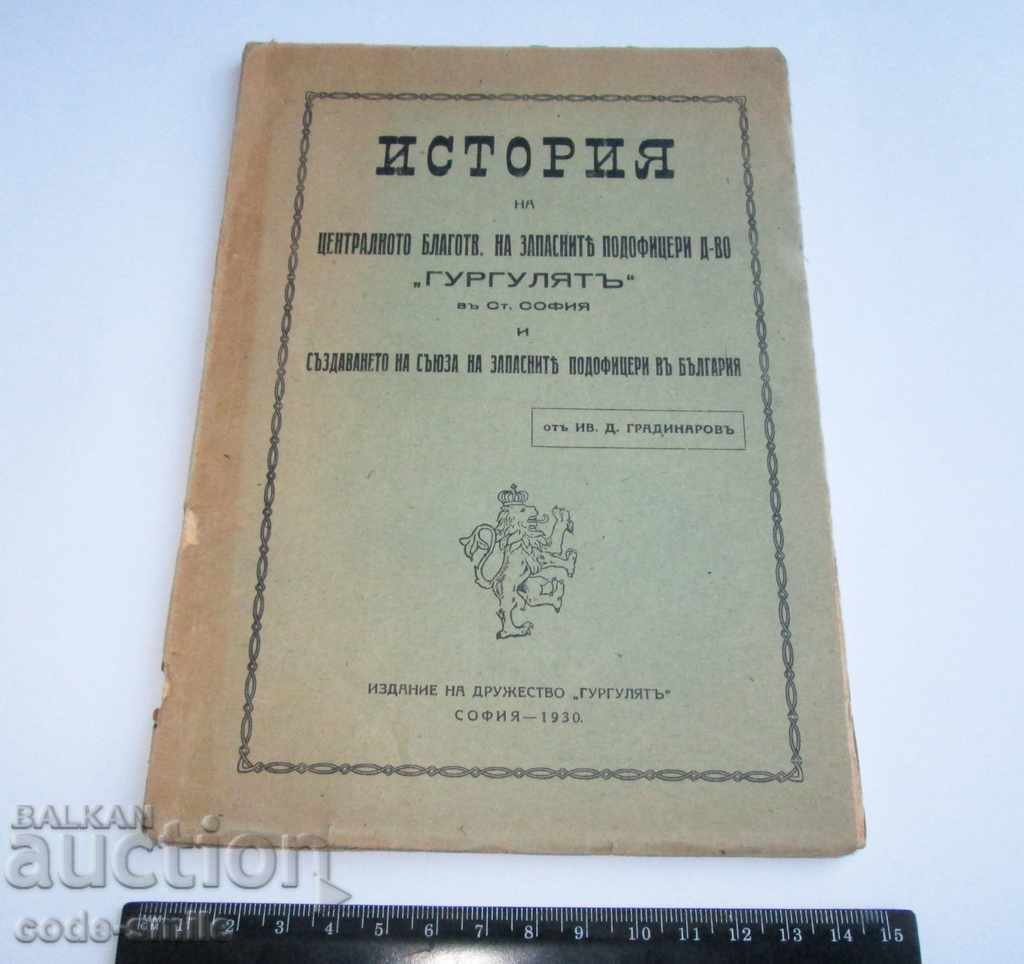 ИСТОРИЯ
НА
ЦЕНТРАЛНОТО БЛАГОТВ. НА ЗАПАСНИТѢ ПОДОФИЦЕРИ Д-ВО
„ГУРГУЛЯТЪ“
ВЪ СТ. СОФИЯ
И
СЪЗДАВАНЕТО НА СЪЮЗА НА ЗАПАСНИТѢ ПОДОФИЦЕРИ ВЪ БЪЛГАРИЯ
отъ ИВ. Д. ГРАДИНАРОВЪ
ИЗДАНИЕ НА ДРУЖЕСТВО „ГУРГУЛЯТЪ“
СОФИЯ—1930.
BALKAN
auction
code-smile
1 2 3 4 5 6 7 8 9 10 11 12 13 14 15